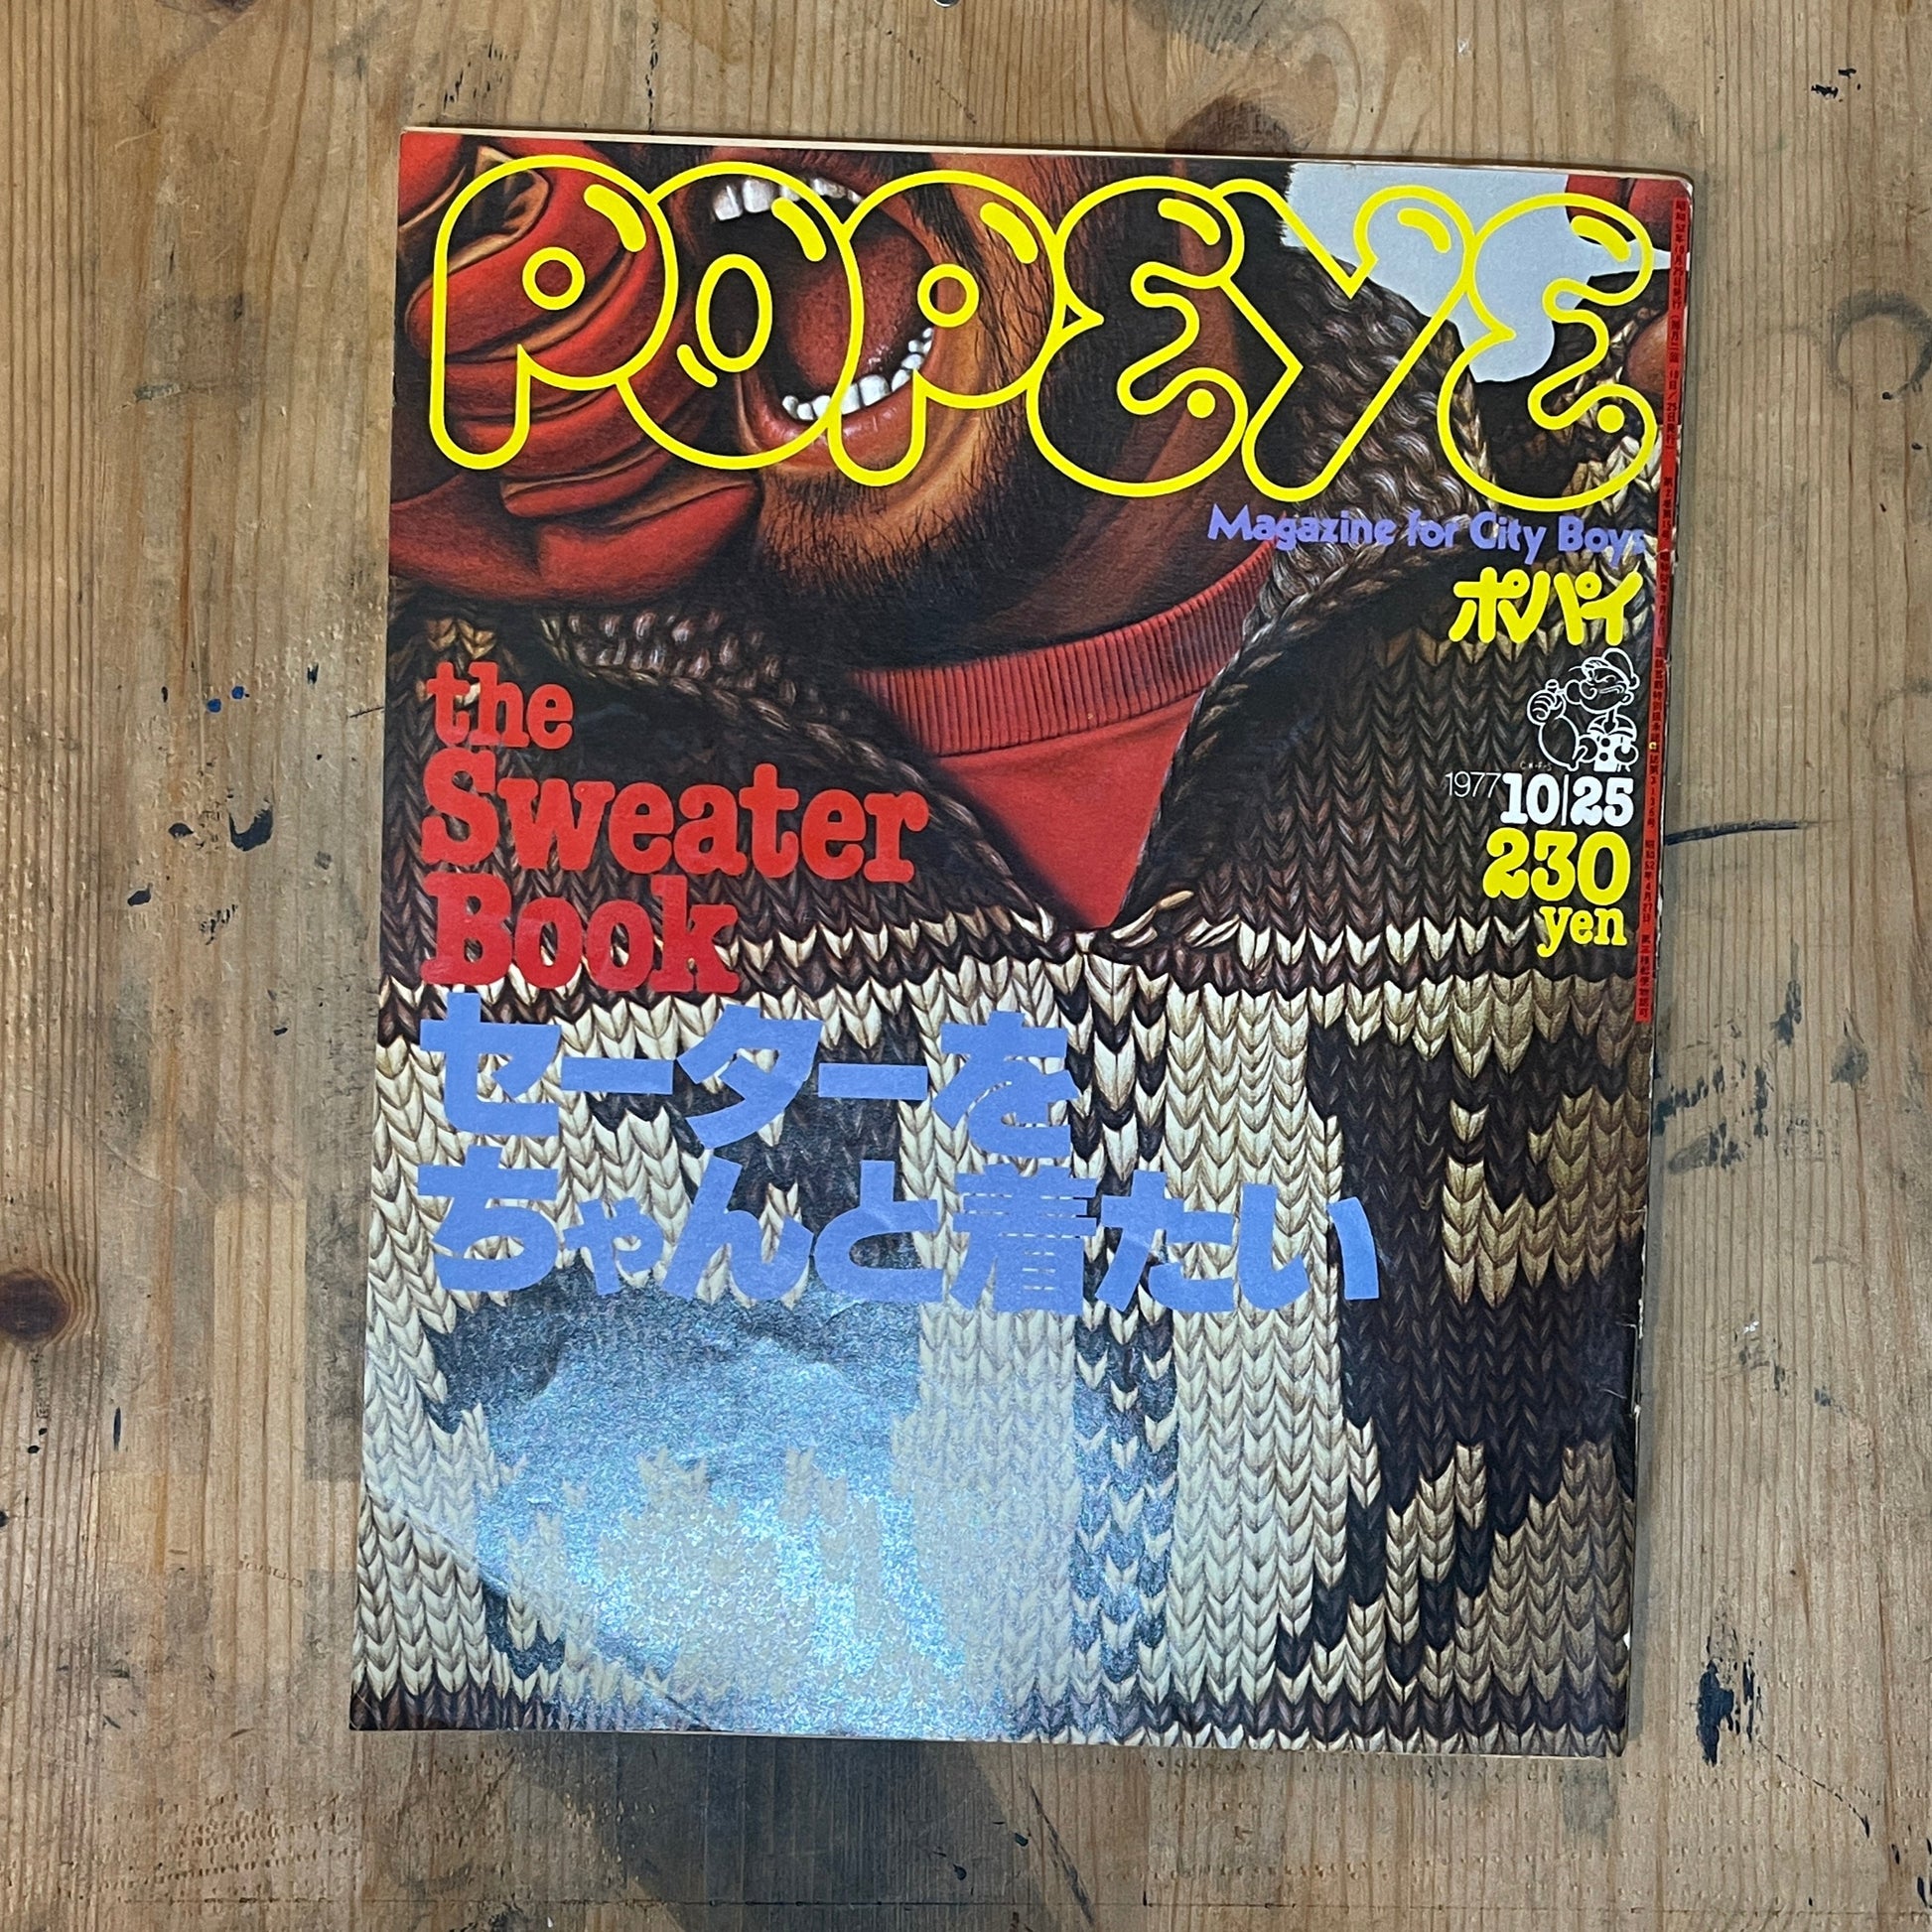 POPEYE
Magazine for City Boys
ポパイ
1977 10|25
230
yen
the
Sweater
Book
セーターを
ちゃんと着たい